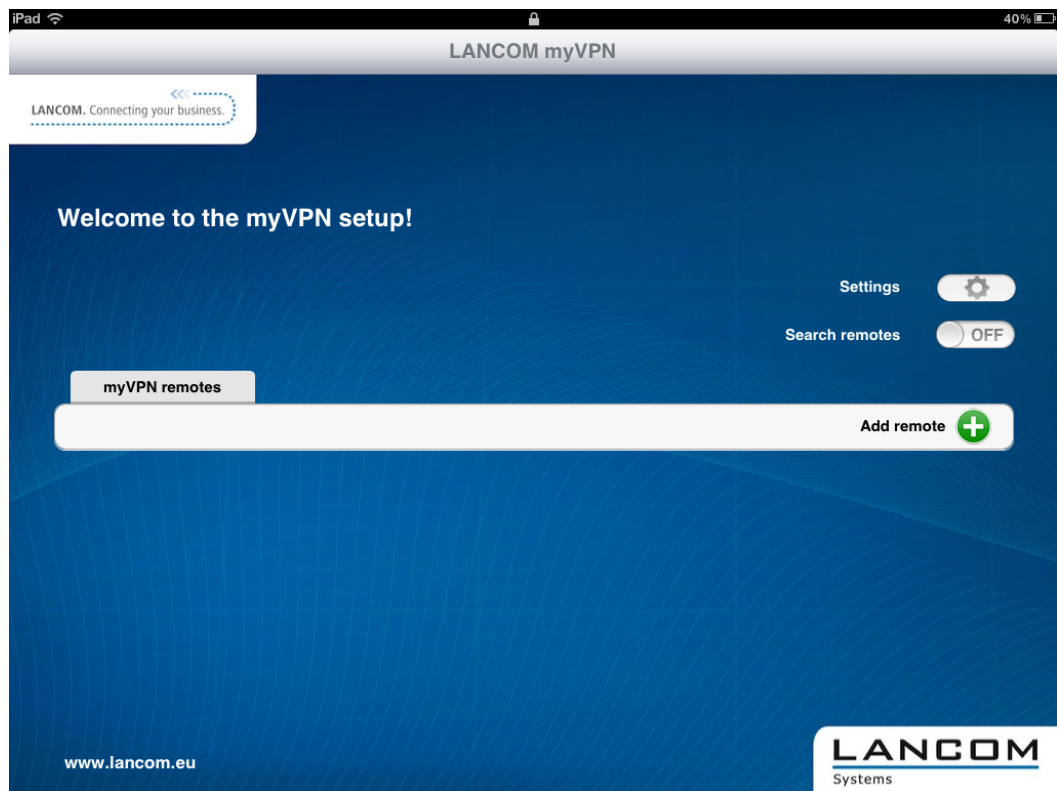 iPad 40%
LANCOM myVPN
LANCOM. Connecting your business.
Welcome to the myVPN setup!
Settings
Search remotes OFF
myVPN remotes
Add remote
www.lancom.eu
LANCOM
Systems